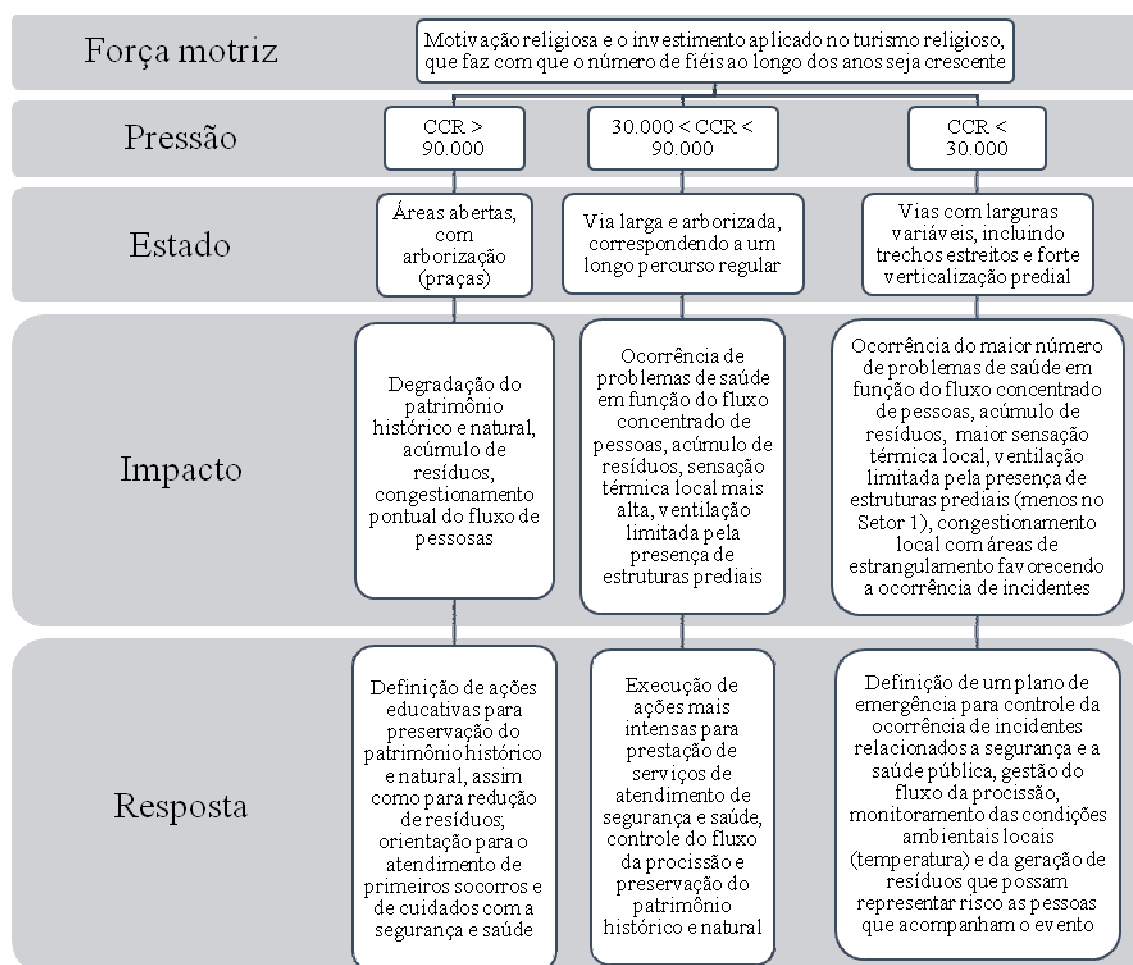 Força motriz
Motivação religiosa e o investimento aplicado no turismo religioso,
que faz com que o número de fiéis ao longo dos anos seja crescente
Pressão
CCR >
90.000
30.000 < CCR <
90.000
CCR <
30.000
Estado
Áreas abertas,
com
arborização
(praças)
Via larga e arborizada,
correspondendo a um
longo percurso regular
Vias com larguras
variáveis, incluindo
trechos estreitos e forte
verticalização predial
Impacto
Degradação do
patrimônio
histórico e natural,
acúmulo de
resíduos,
congestionamento
pontual do fluxo de
pessosas
Ocorrência de
problemas de saúde
em função do fluxo
concentrado de
pessoas, acúmulo de
resíduos, sensação
térmica local mais
alta, ventilação
limitada pela
presença de
estruturas prediais
Ocorrência do maior número
de problemas de saúde em
função do fluxo concentrado
de pessoas, acúmulo de
resíduos, maior sensação
térmica local, ventilação
limitada pela presença de
estruturas prediais (menos no
Setor 1), congestionamento
local com áreas de
estrangulamento favorecendo
a ocorrência de incidentes
Resposta
Definição de ações
educativas para
preservação do
patrimônio histórico
e natural, assim
como para redução
de resíduos;
orientação para o
atendimento de
primeiros socorros e
de cuidados com a
segurança e saúde
Execução de
ações mais
intensas para
prestação de
serviços de
atendimento de
segurança e saúde,
controle do fluxo
da procissão e
preservação do
patrimônio
histórico e natural
Definição de um plano de
emergência para controle da
ocorrência de incidentes
relacionados a segurança e a
saúde pública, gestão do
fluxo da procissão,
monitoramento das condições
ambientais locais
(temperatura) e da geração de
resíduos que possam
representar risco as pessoas
que acompanham o evento